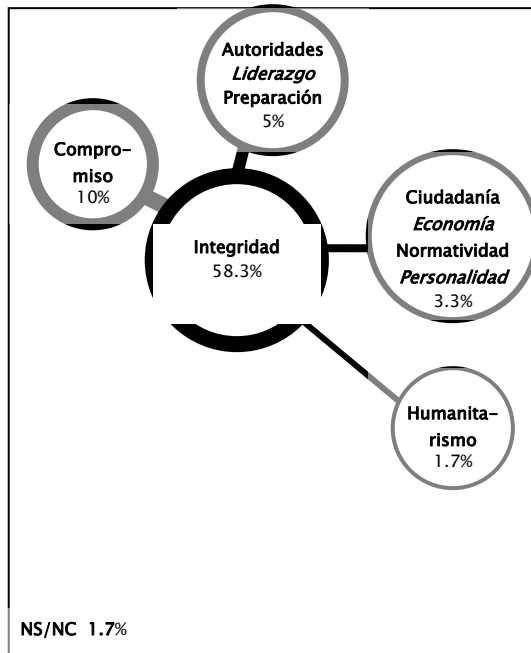 Autoridades
Liderazgo
Preparación
5%
Compro-
miso
10%
Integridad
58.3%
Ciudadanía
Economía
Normatividad
Personalidad
3.3%
Humanita-
rismo
1.7%
NS/NC 1.7%